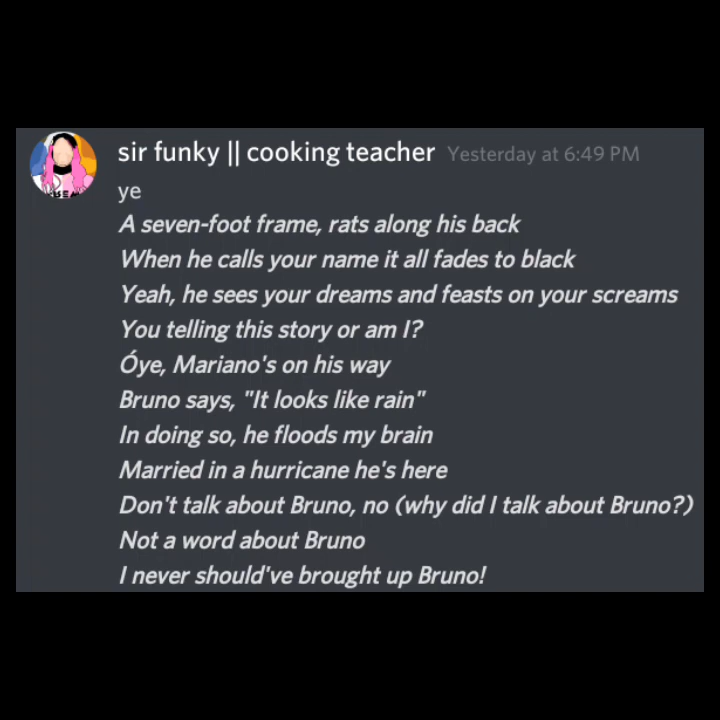 sir funky || cooking teacher Yesterday at 6:49 PM
ye
A seven-foot frame, rats along his back
When he calls your name it all fades to black
Yeah, he sees your dreams and feasts on your screams
You telling this story or am I?
Óye, Mariano's on his way
Bruno says, "It looks like rain"
In doing so, he floods my brain
Married in a hurricane he's here
Don't talk about Bruno, no (why did I talk about Bruno?)
Not a word about Bruno
I never should've brought up Bruno!